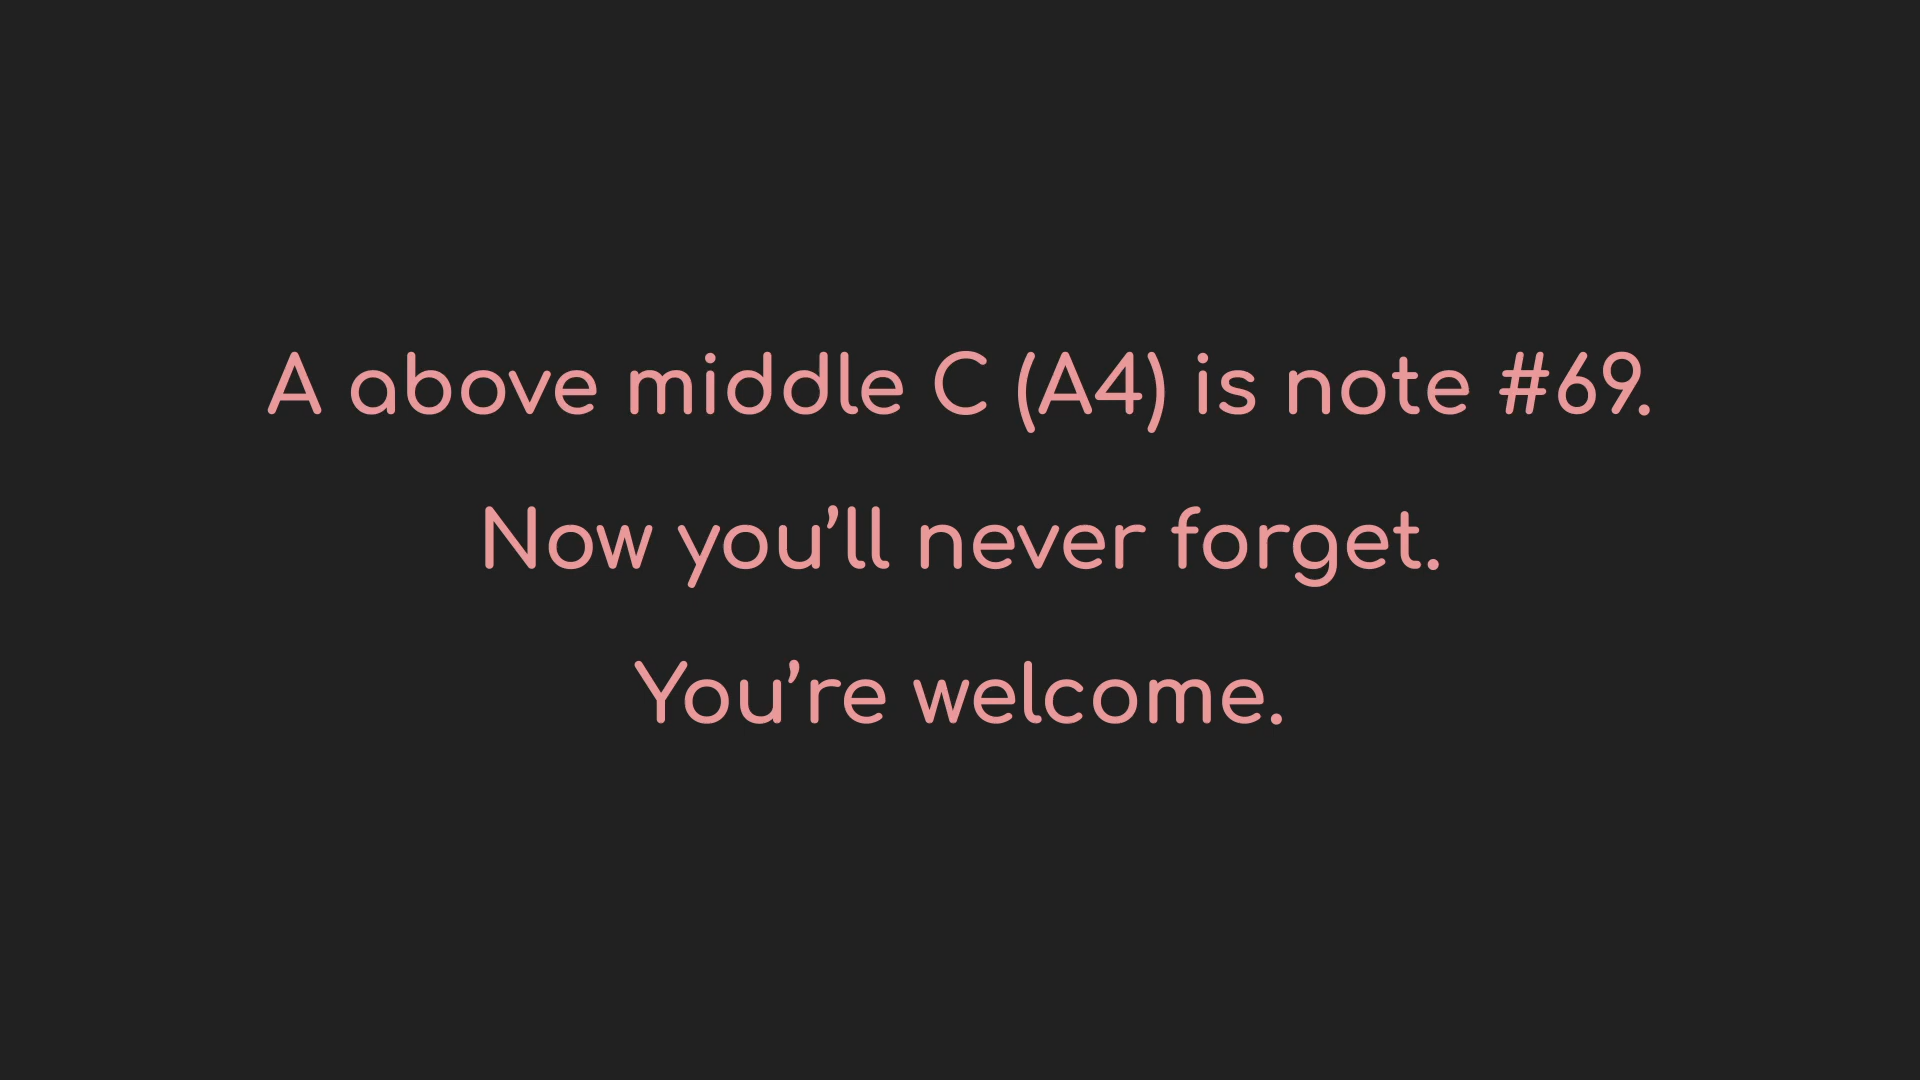 A above middle C (A4) is note #69.
Now you’ll never forget.
You’re welcome.